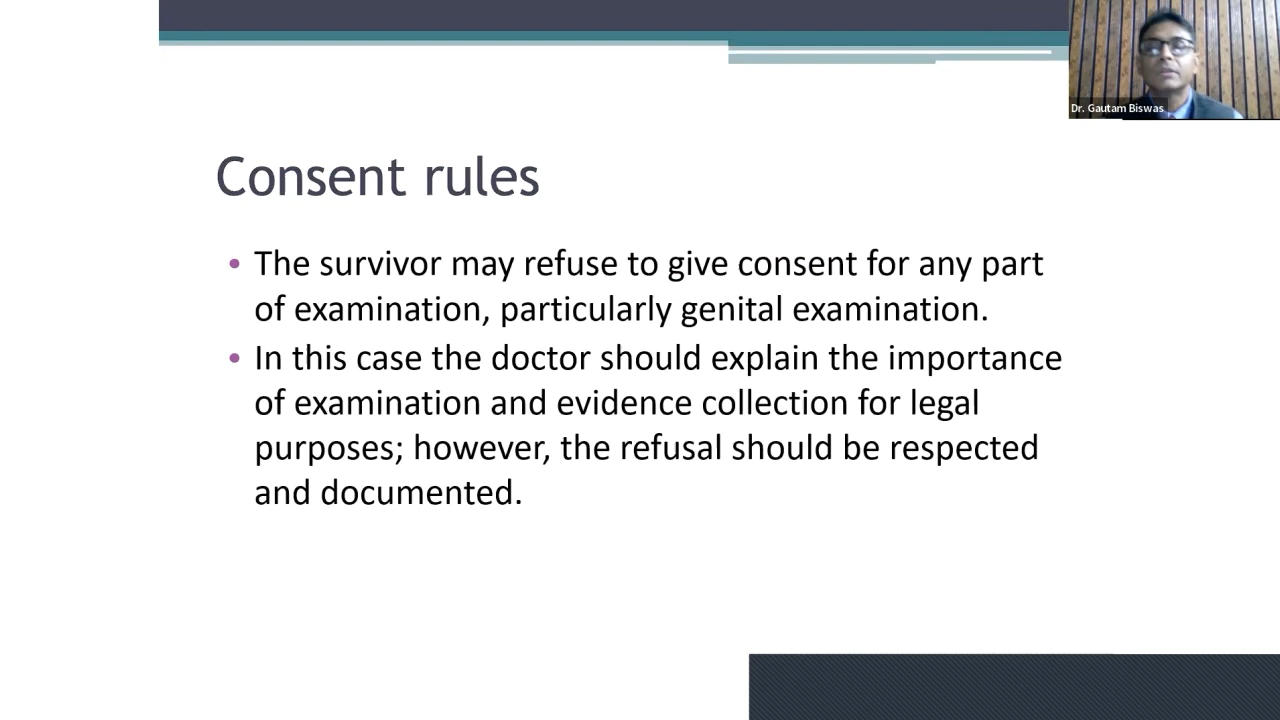 Dr. Gautam Biswas
Consent rules
• The survivor may refuse to give consent for any part
of examination, particularly genital examination.
• In this case the doctor should explain the importance
of examination and evidence collection for legal
purposes; however, the refusal should be respected
and documented.